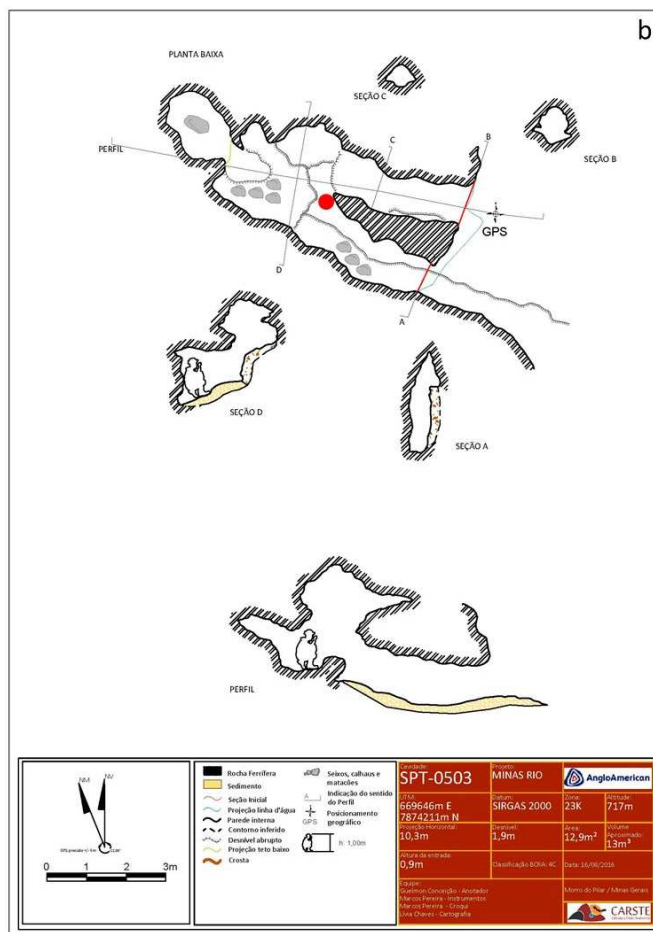 b
PLANTA BAIXA
SEÇÃO C
SEÇÃO B
PERFIL
C
B
GPS
D
A
SEÇÃO D
SEÇÃO A
PERFIL
NM
NV
0 1 2 3m
Rocha Ferrífera
Sedimento
Seção Inicial
Projeção linha d'água
Parede interna
Contorno inferido
Desnível abrupto
Projeção teto baixo
Crosta
Seixos, calhaus e
matacões
A
Indicação do sentido
do Perfil
GPS
Posicionamento
geográfico
h: 1,00m
Cavidade:
SPT-0503
Projeto:
MINAS RIO
AngloAmerican
UTM:
669646m E
7874211m N
Datum:
SIRGAS 2000
Zona:
23K
Altitude:
717m
Projeção Horizontal:
10,3m
Desnível:
1,9m
Área:
12,9m²
Volume
Aproximado:
13m³
Altura da entrada:
0,9m
Classificação BCRA: 4C
Data: 16/08/2016
Equipe:
Guelmon Conceição - Anotador
Marcos Pereira - Instrumentos
Marcos Pereira - Croqui
Lívia Chaves - Cartografia
Morro do Pilar / Minas Gerais
CARSTE